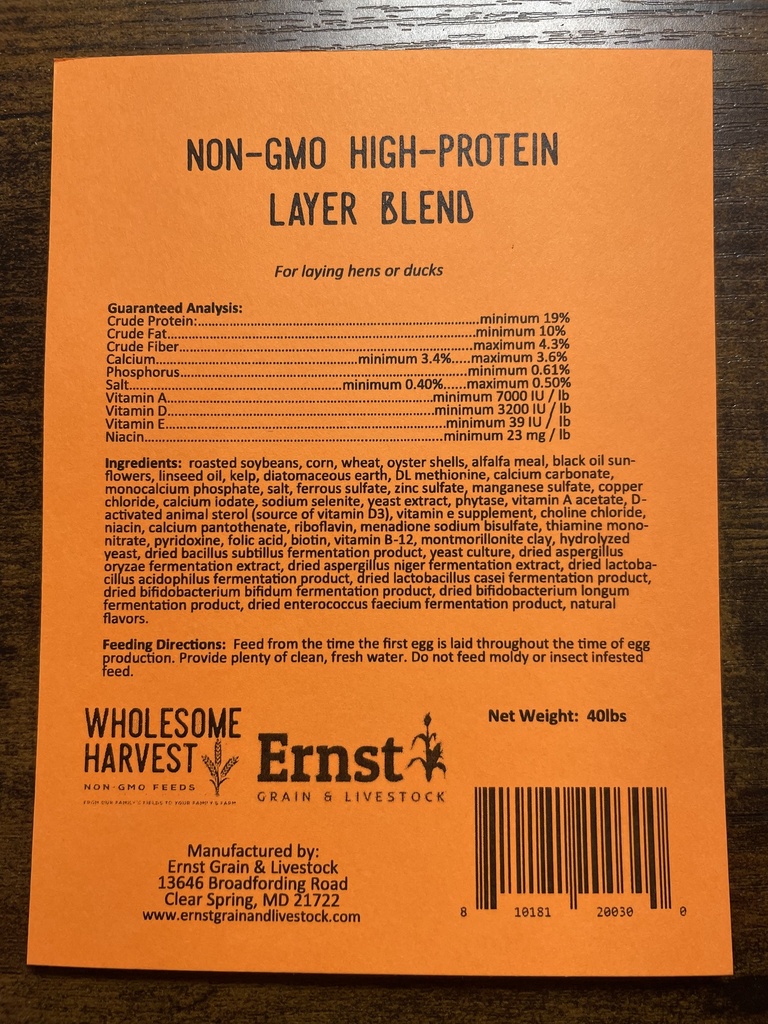 NON-GMO HIGH-PROTEIN
LAYER BLEND
For laying hens or ducks
Guaranteed Analysis:
Crude Protein:......................................................................minimum 19%
Crude Fat.............................................................................minimum 10%
Crude Fiber.........................................................................maximum 4.3%
Calcium..................................................minimum 3.4%.....maximum 3.6%
Phosphorus........................................................................minimum 0.61%
Salt.....................................................minimum 0.40%......maximum 0.50%
Vitamin A..................................................................minimum 7000 IU / lb
Vitamin D..................................................................minimum 3200 IU / lb
Vitamin E.....................................................................minimum 39 IU / lb
Niacin.......................................................................minimum 23 mg / lb
Ingredients: roasted soybeans, corn, wheat, oyster shells, alfalfa meal, black oil sun-
flowers, linseed oil, kelp, diatomaceous earth, DL methionine, calcium carbonate,
monocalcium phosphate, salt, ferrous sulfate, zinc sulfate, manganese sulfate, copper
chloride, calcium iodate, sodium selenite, yeast extract, phytase, vitamin A acetate, D-
activated animal sterol (source of vitamin D3), vitamin e supplement, choline chloride,
niacin, calcium pantothenate, riboflavin, menadione sodium bisulfate, thiamine mono-
nitrate, pyridoxine, folic acid, biotin, vitamin B-12, montmorillonite clay, hydrolyzed
yeast, dried bacillus subtillus fermentation product, yeast culture, dried aspergillus
oryzae fermentation extract, dried aspergillus niger fermentation extract, dried lactoba-
cillus acidophilus fermentation product, dried lactobacillus casei fermentation product,
dried bifidobacterium bifidum fermentation product, dried bifidobacterium longum
fermentation product, dried enterococcus faecium fermentation product, natural
flavors.
Feeding Directions: Feed from the time the first egg is laid throughout the time of egg
production. Provide plenty of clean, fresh water. Do not feed moldy or insect infested
feed.
Net Weight: 40lbs
WHOLESOME
HARVEST
NON-GMO FEEDS
FROM OUR FAMILY'S FIELDS TO YOUR FAMILY'S FARM
Ernst
GRAIN & LIVESTOCK
Manufactured by:
Ernst Grain & Livestock
13646 Broadfording Road
Clear Spring, MD 21722
www.ernstgrainandlivestock.com
8 10181 20030 0